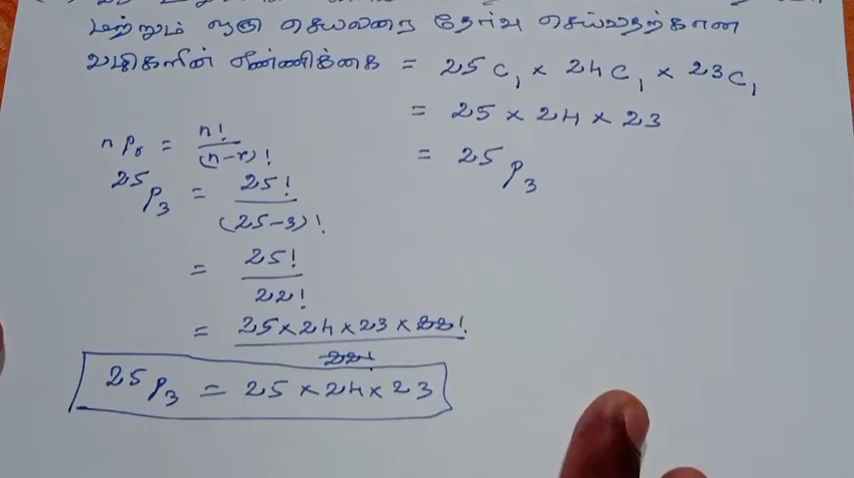 மற்றும் ஒரு செயலரை தேர்வு செய்வதற்கான
வழிகளின் எண்ணிக்கை = 25C₁ × 24C₁ × 23C₁
= 25 × 24 × 23
= 25P₃
nPr = n! / (n-r)!
25P₃ = 25! / (25-3)!
= 25! / 22!
= 25×24×23×22! / 22!
25P₃ = 25×24×23